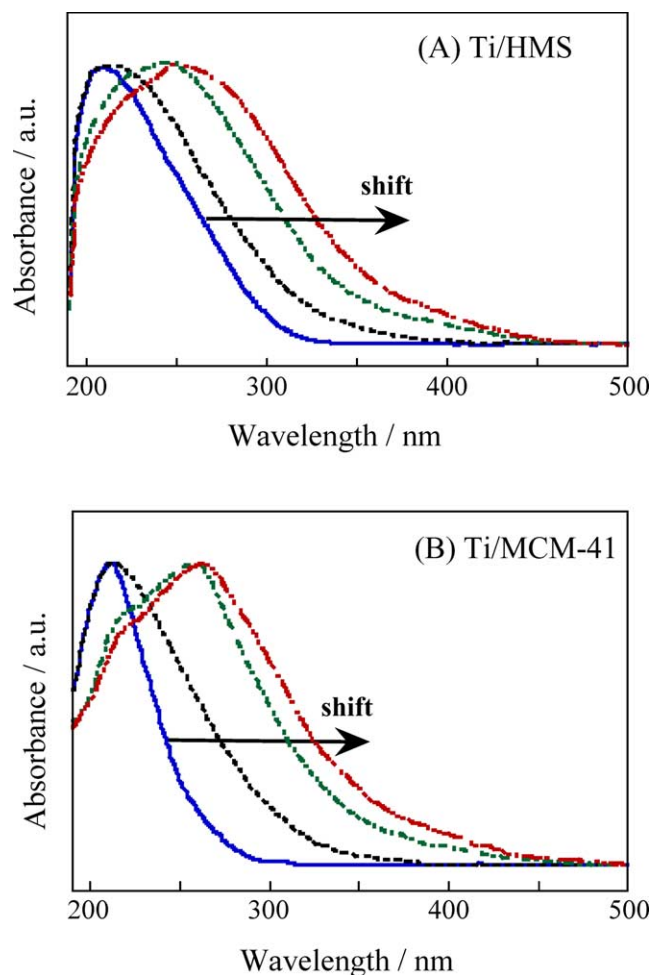 (A) Ti/HMS
shift
Absorbance / a.u.
200 300 400 500
Wavelength / nm
(B) Ti/MCM-41
shift
Absorbance / a.u.
200 300 400 500
Wavelength / nm